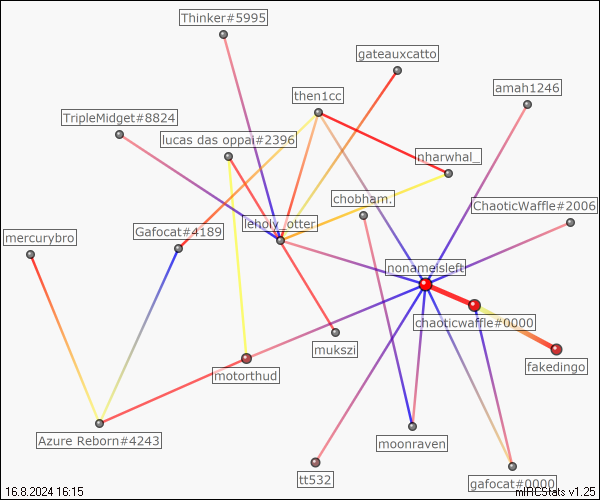 Thinker#5995
gateauxcatto
amah1246
then1cc
TripleMidget#8824
lucas das oppai#2396
nharwhal_
chobham.
ChaoticWaffle#2006
leholy_otter
Gafocat#4189
mercurybro
nonameisleft
chaoticwaffle#0000
mukszi
fakedingo
motorthud
Azure Reborn#4243
moonraven
tt532
gafocat#0000
16.8.2024 16:15
mIRCStats v1.25